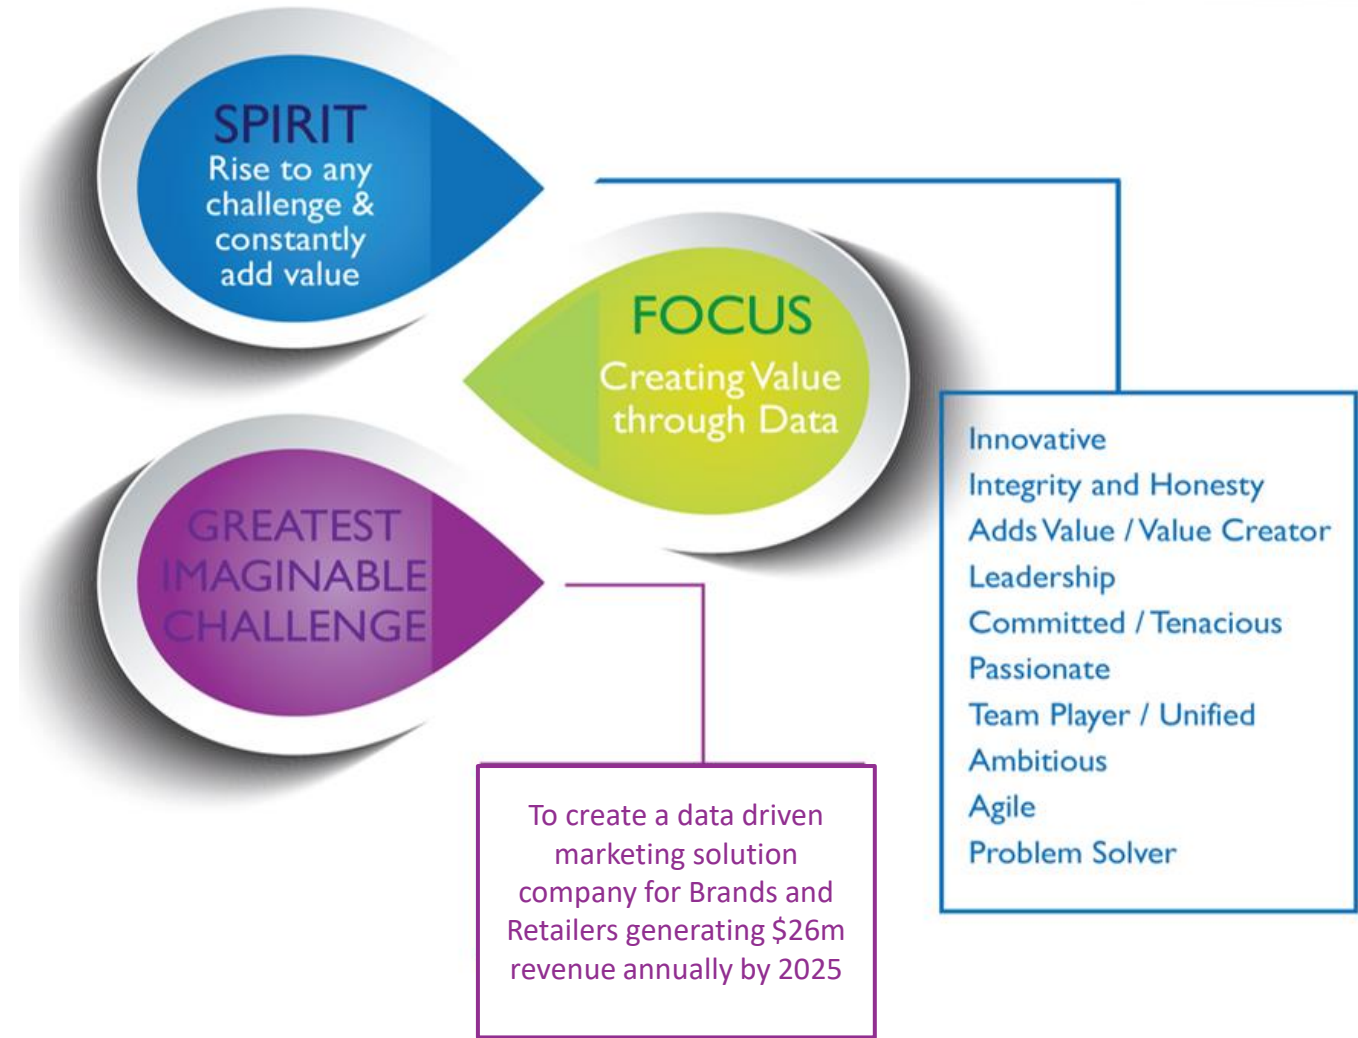 SPIRIT
Rise to any
challenge &
constantly
add value
FOCUS
Creating Value
through Data
GREATEST
IMAGINABLE
CHALLENGE
Innovative
Integrity and Honesty
Adds Value / Value Creator
Leadership
Committed / Tenacious
Passionate
Team Player / Unified
Ambitious
Agile
Problem Solver
To create a data driven
marketing solution
company for Brands and
Retailers generating $26m
revenue annually by 2025